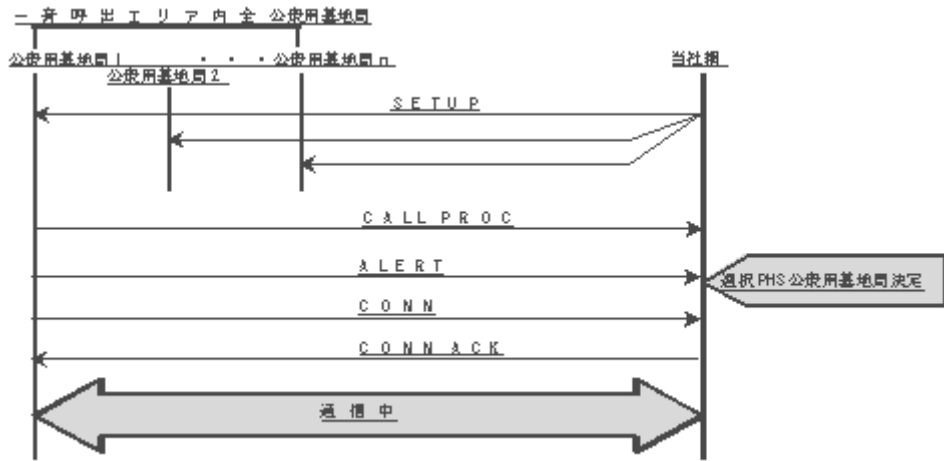 一斉呼出エリア内全公衆用基地局
公衆用基地局1 ・・・公衆用基地局n 当社網
公衆用基地局2
SETUP
CALL PROC
ALERT
選択PHS公衆用基地局決定
CONN
CONN ACK
通信中